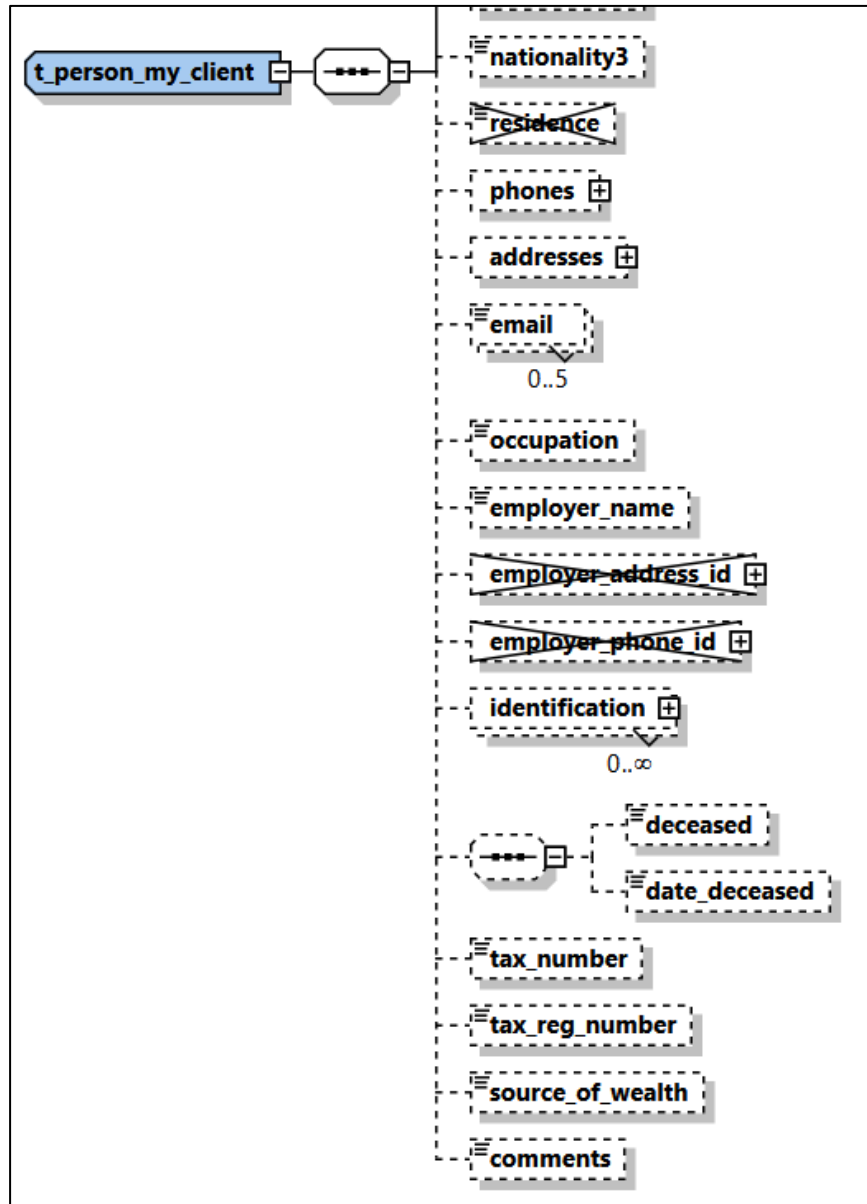 t_person_my_client
nationality3
residence
phones
addresses
email
0..5
occupation
employer_name
employer_address_id
employer_phone_id
identification
0..∞
deceased
date_deceased
tax_number
tax_reg_number
source_of_wealth
comments